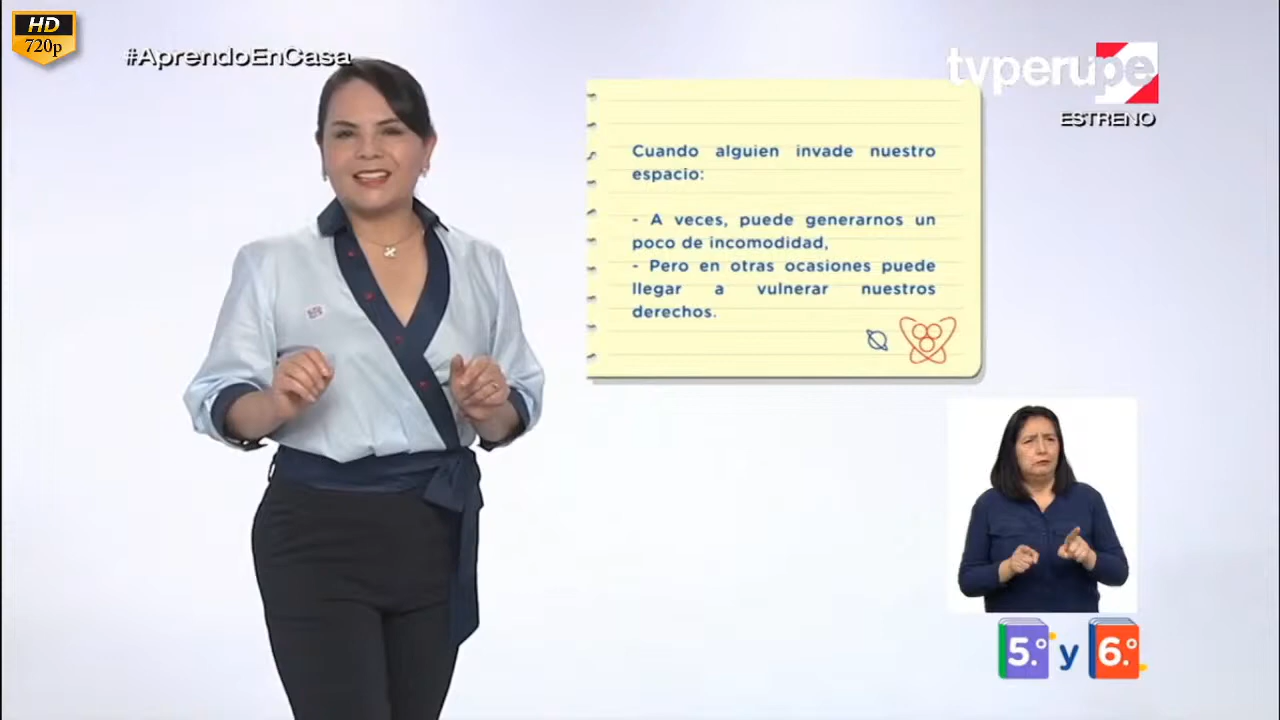 HD
720p
#AprendoEnCasa
tvperu.pe
ESTRENO
Cuando alguien invade nuestro
espacio:
- A veces, puede generarnos un
poco de incomodidad,
- Pero en otras ocasiones puede
llegar a vulnerar nuestros
derechos.
5.° y 6.°